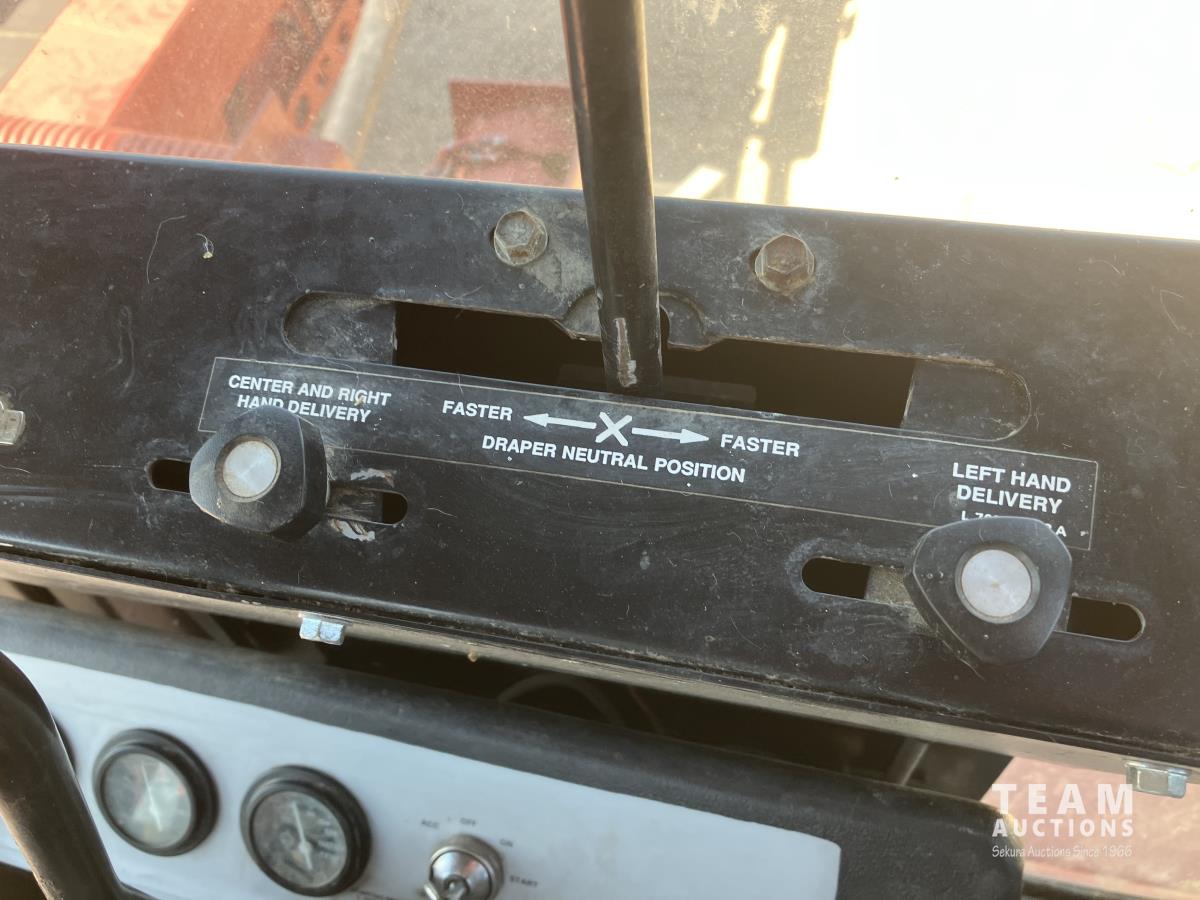 CENTER AND RIGHT
HAND DELIVERY
FASTER X FASTER
DRAPER NEUTRAL POSITION
LEFT HAND
DELIVERY
ACC OFF ON START
TEAM
AUCTIONS
Sekura Auctions Since 1966